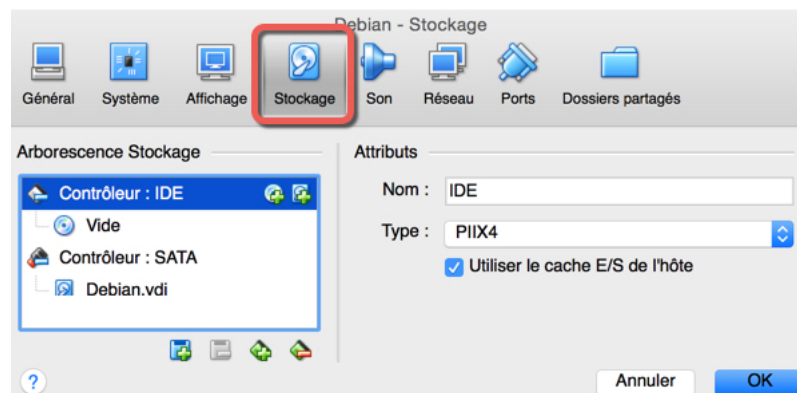 Debian - Stockage
Général Système Affichage Stockage Son Réseau Ports Dossiers partagés
Arborescence Stockage
Contrôleur : IDE
Vide
Contrôleur : SATA
Debian.vdi
Attributs
Nom : IDE
Type : PIIX4
Utiliser le cache E/S de l'hôte
?
Annuler OK